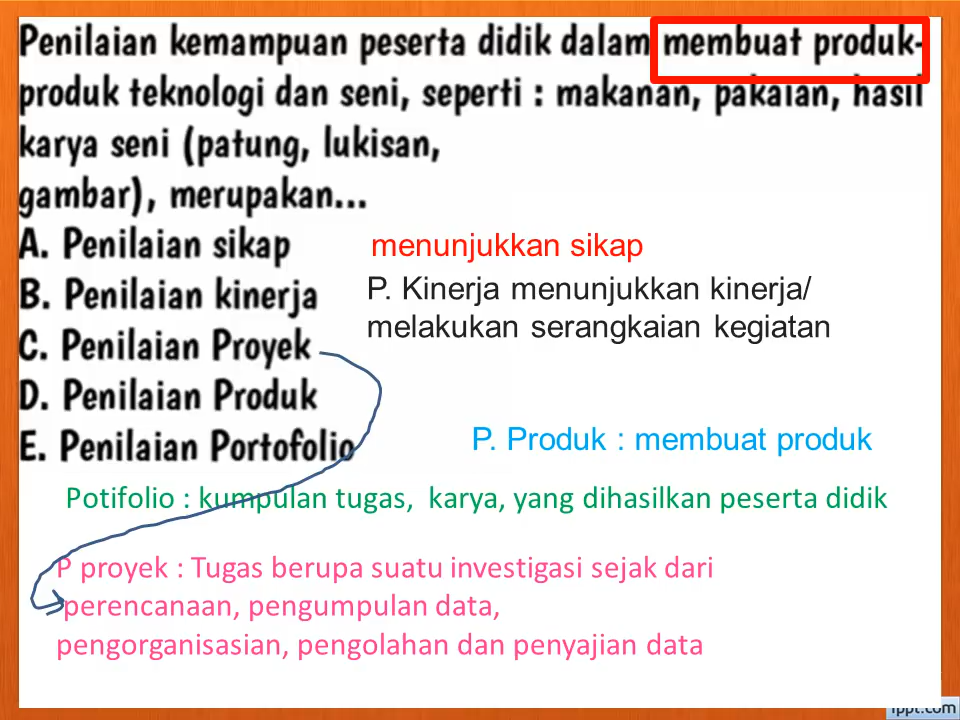 Penilaian kemampuan peserta didik dalam membuat produk-
produk teknologi dan seni, seperti : makanan, pakaian, hasil
karya seni (patung, lukisan,
gambar), merupakan...
A. Penilaian sikap
menunjukkan sikap
B. Penilaian kinerja
P. Kinerja menunjukkan kinerja/
melakukan serangkaian kegiatan
C. Penilaian Proyek
D. Penilaian Produk
E. Penilaian Portofolio
P. Produk : membuat produk
Potifolio : kumpulan tugas, karya, yang dihasilkan peserta didik
P proyek : Tugas berupa suatu investigasi sejak dari
perencanaan, pengumpulan data,
pengorganisasian, pengolahan dan penyajian data
fppt.com